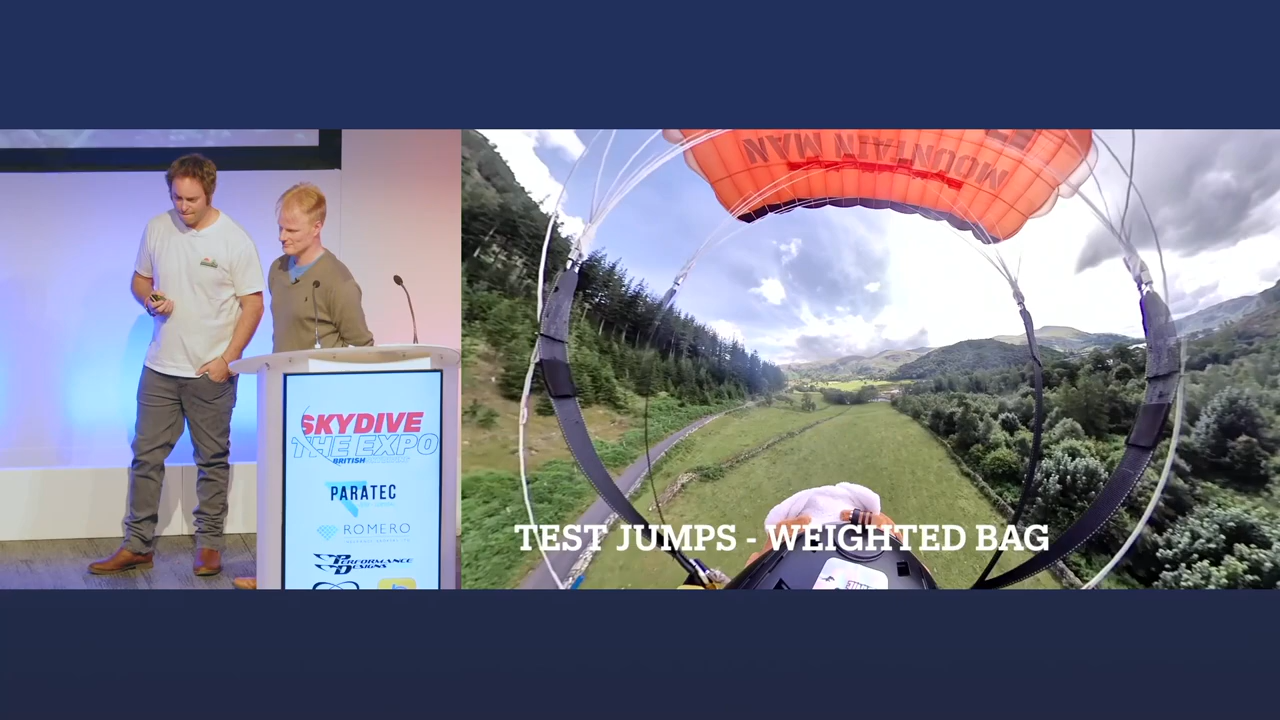 SKYDIVE
THE EXPO
BRITISH
PARATEC
ROMERO
PERFORMANCE
DESIGNS
MOUNTAIN MAN
TEST JUMPS - WEIGHTED BAG